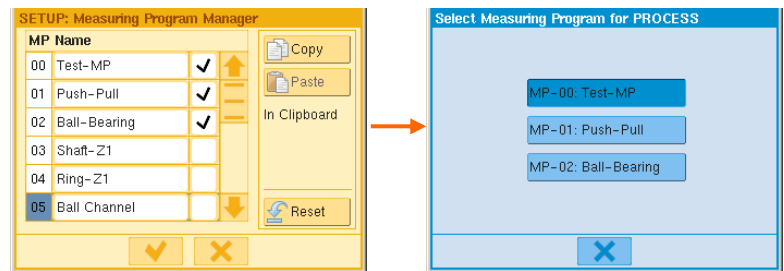 SETUP: Measuring Program Manager
MP Name
00 Test-MP
01 Push-Pull
02 Ball-Bearing
03 Shaft-Z1
04 Ring-Z1
05 Ball Channel
Copy
Paste
In Clipboard
Reset
Select Measuring Program for PROCESS
MP-00: Test-MP
MP-01: Push-Pull
MP-02: Ball-Bearing